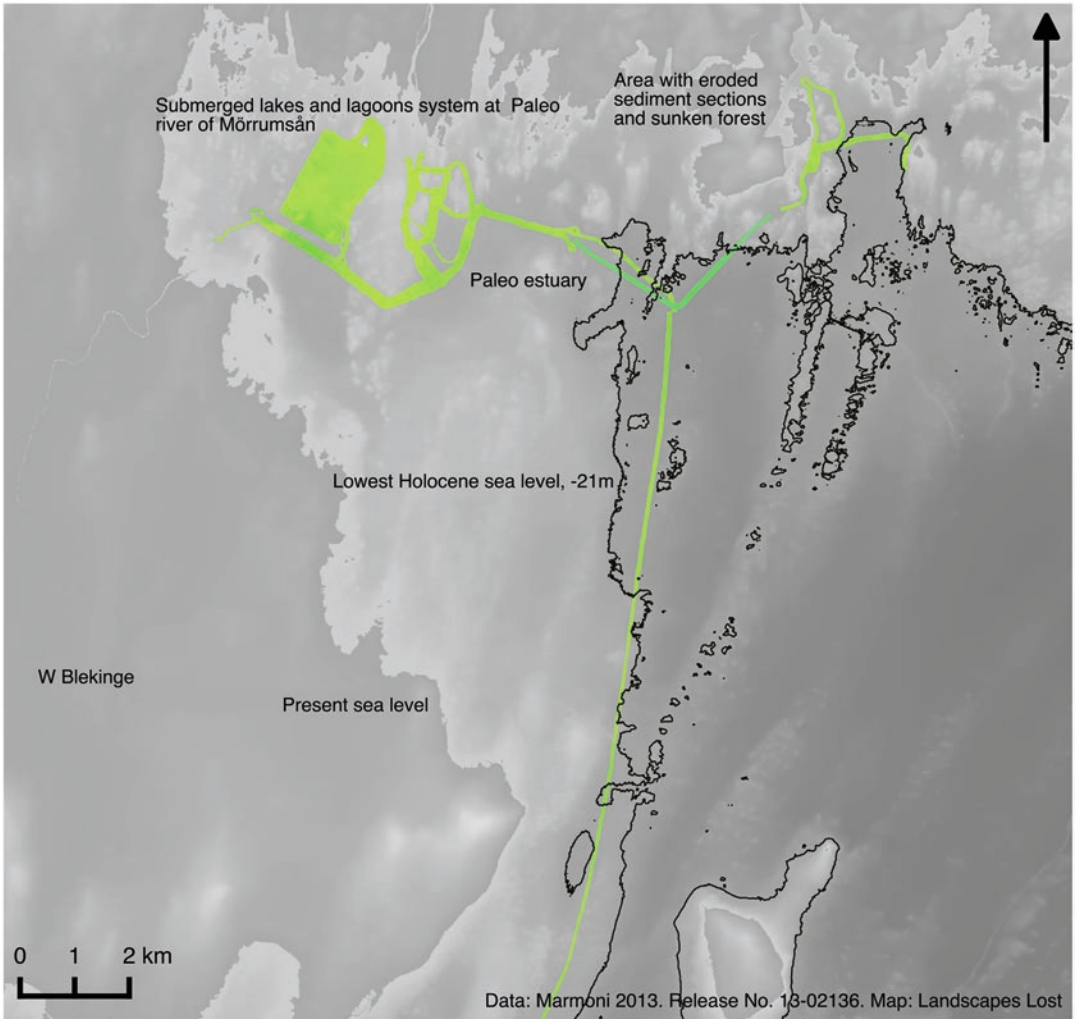 Submerged lakes and lagoons system at Paleo
river of Mörrumsån
Area with eroded
sediment sections
and sunken forest
Paleo estuary
Lowest Holocene sea level, -21m
W Blekinge
Present sea level
0 1 2 km
Data: Marmoni 2013. Release No. 13-02136. Map: Landscapes Lost